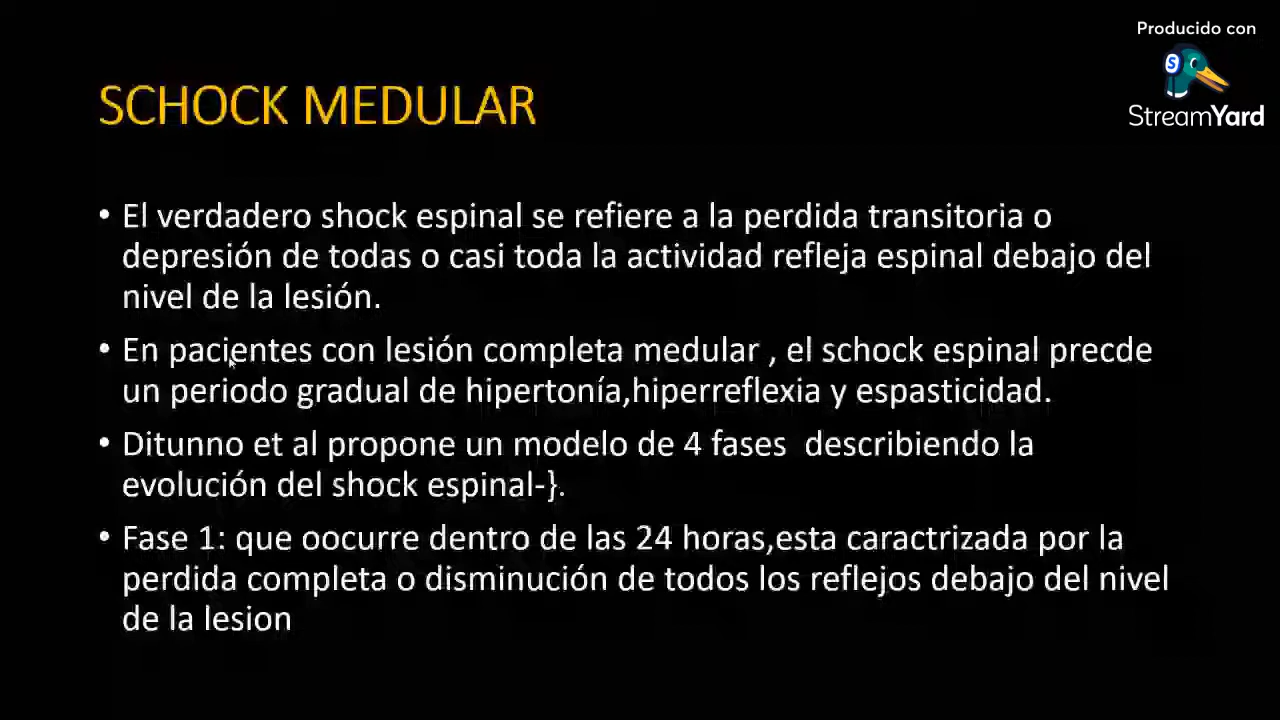 Producido con
StreamYard
SCHOCK MEDULAR
• El verdadero shock espinal se refiere a la perdida transitoria o
depresión de todas o casi toda la actividad refleja espinal debajo del
nivel de la lesión.
• En pacientes con lesión completa medular , el schock espinal precde
un periodo gradual de hipertonía,hiperreflexia y espasticidad.
• Ditunno et al propone un modelo de 4 fases  describiendo la
evolución del shock espinal-}.
• Fase 1: que oocurre dentro de las 24 horas,esta caractrizada por la
perdida completa o disminución de todos los reflejos debajo del nivel
de la lesion